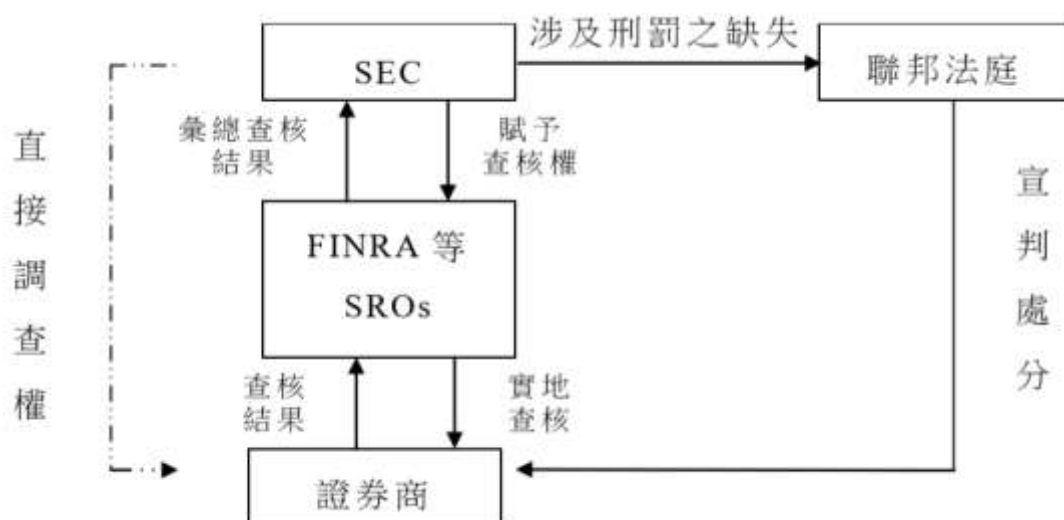 涉及刑罰之缺失
SEC
聯邦法庭
彙總查核
結果
賦予
查核權
直接調查權
宣判處分
FINRA 等
SROs
查核
結果
實地
查核
證券商